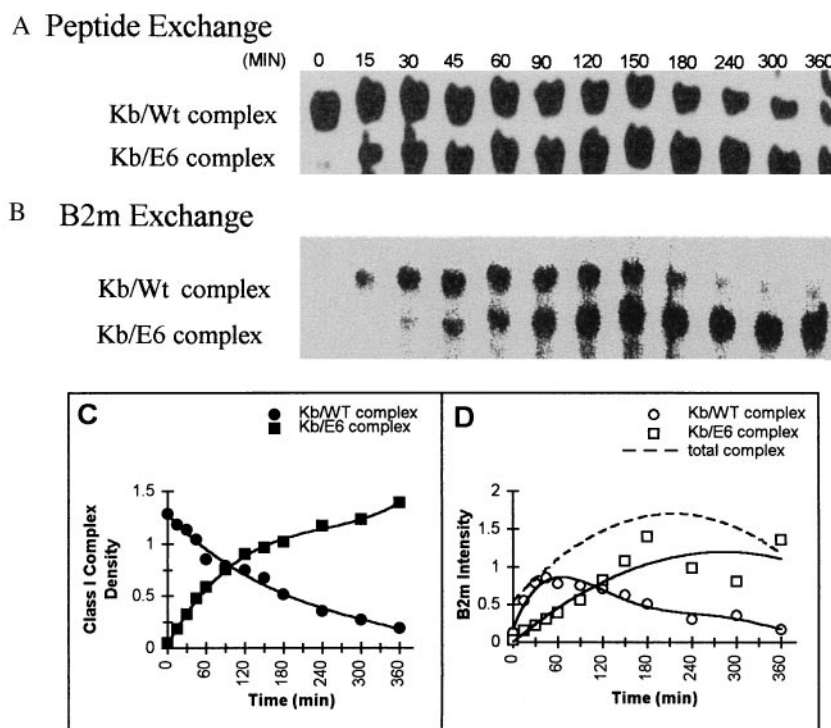 A Peptide Exchange
(MIN) 0 15 30 45 60 90 120 150 180 240 300 360
Kb/Wt complex
Kb/E6 complex
B B2m Exchange
Kb/Wt complex
Kb/E6 complex
C
Kb/WT complex
Kb/E6 complex
Class I Complex
Density
1.5
1
0.5
0
0 60 120 180 240 300 360
Time (min)
D
Kb/WT complex
Kb/E6 complex
total complex
B2m Intensity
2
1.5
1
0.5
0
0 60 120 180 240 300 360
Time (min)